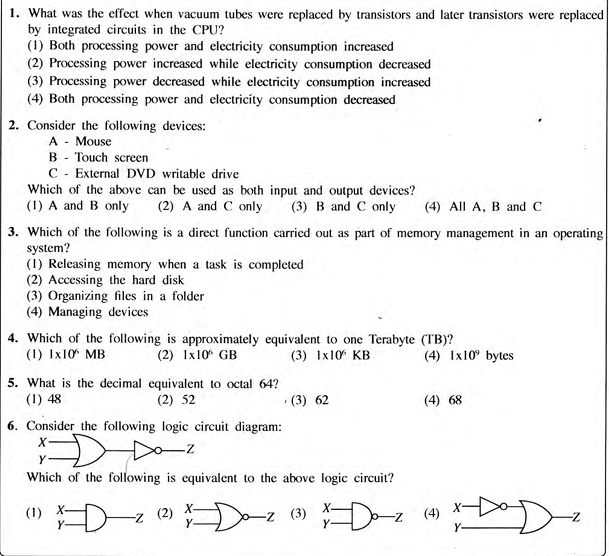 1. What was the effect when vacuum tubes were replaced by transistors and later transistors were replaced
by integrated circuits in the CPU?
(1) Both processing power and electricity consumption increased
(2) Processing power increased while electricity consumption decreased
(3) Processing power decreased while electricity consumption increased
(4) Both processing power and electricity consumption decreased
2. Consider the following devices:
A - Mouse
B - Touch screen
C - External DVD writable drive
Which of the above can be used as both input and output devices?
(1) A and B only (2) A and C only (3) B and C only (4) All A, B and C
3. Which of the following is a direct function carried out as part of memory management in an operating
system?
(1) Releasing memory when a task is completed
(2) Accessing the hard disk
(3) Organizing files in a folder
(4) Managing devices
4. Which of the following is approximately equivalent to one Terabyte (TB)?
(1) 1x10⁶ MB (2) 1x10⁶ GB (3) 1x10⁶ KB (4) 1x10⁹ bytes
5. What is the decimal equivalent to octal 64?
(1) 48 (2) 52 (3) 62 (4) 68
6. Consider the following logic circuit diagram:
X
Y
Z
Which of the following is equivalent to the above logic circuit?
(1) X Y Z (2) X Y Z (3) X Y Z (4) X Y Z